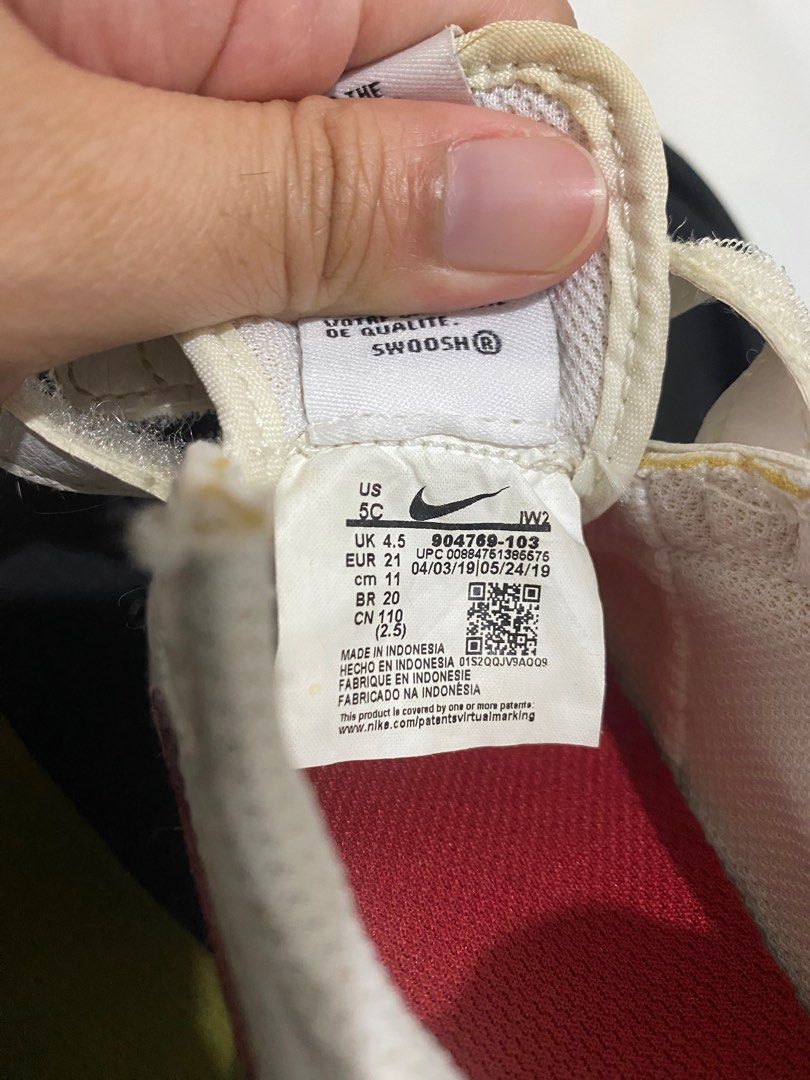 THE
DE QUALITE.
SWOOSH®
US
5C
IW2
UK 4.5
904769-103
EUR 21
UPC 00884751385575
cm 11
04/03/19|05/24/19
BR 20
CN 110
(2.5)
MADE IN INDONESIA
HECHO EN INDONESIA 01S2QQJV9AQQ9
FABRIQUE EN INDONESIE
FABRICADO NA INDONÉSIA
This product is covered by one or more patents:
www.nike.com/patentsvirtualmarking